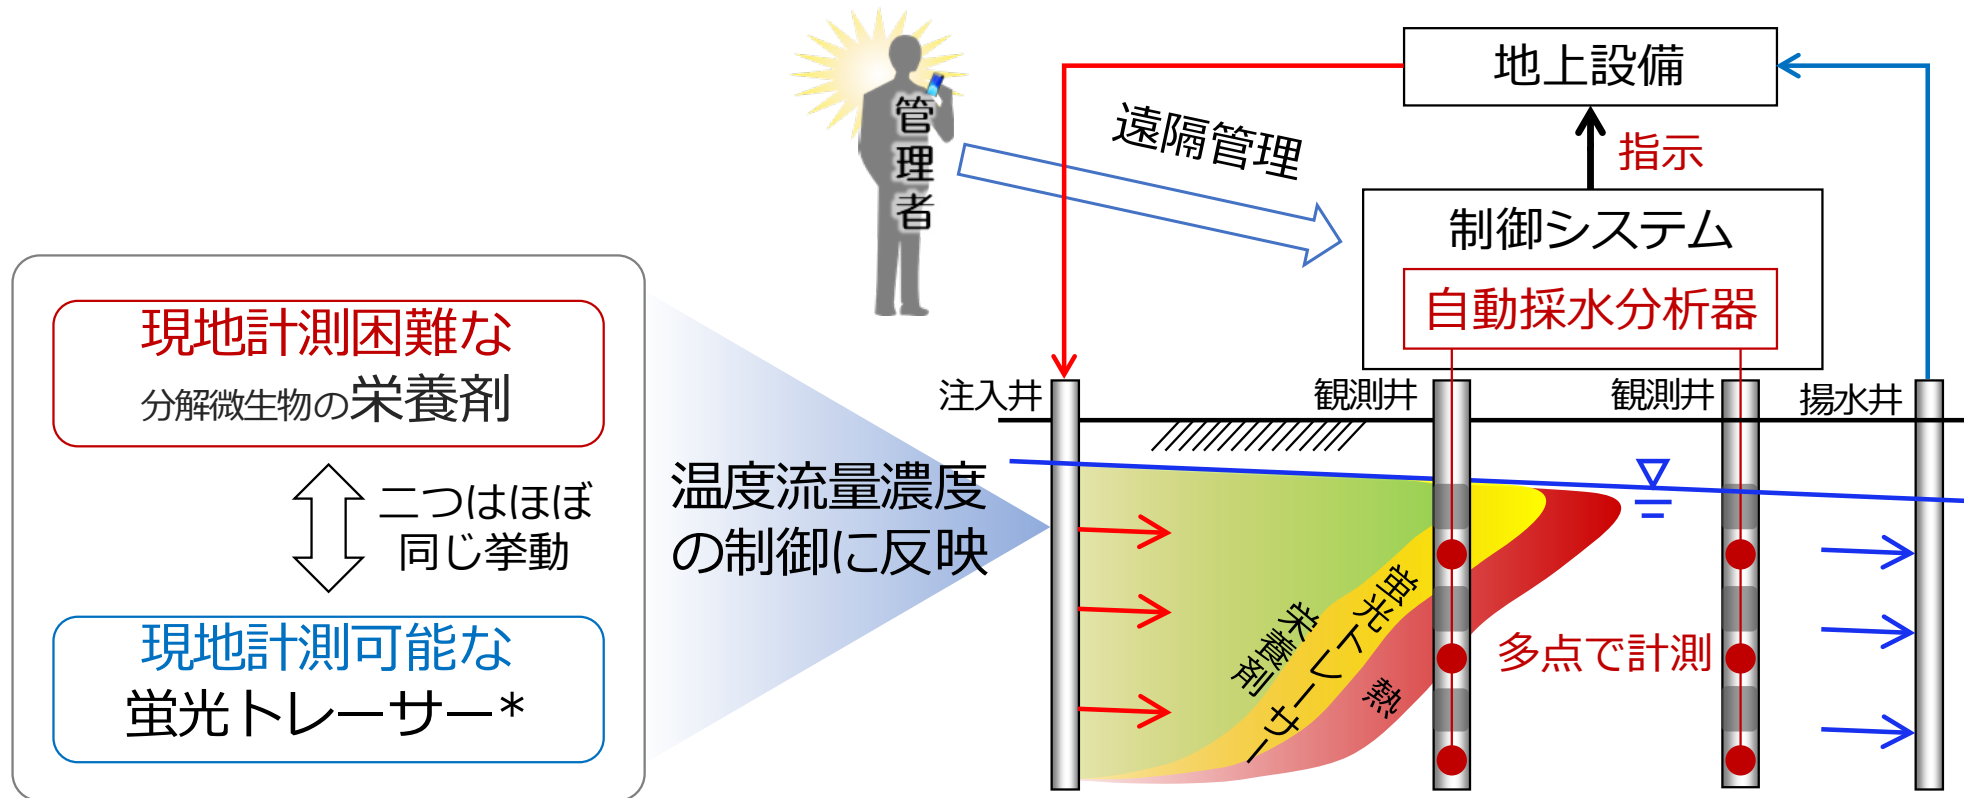 管理者
遠隔管理
地上設備
指示
制御システム
自動採水分析器
現地計測困難な
分解微生物の栄養剤
二つはほぼ
同じ挙動
現地計測可能な
蛍光トレーサー*
温度流量濃度
の制御に反映
注入井
観測井
観測井
揚水井
栄養剤
蛍光トレーサー
熱
多点で計測